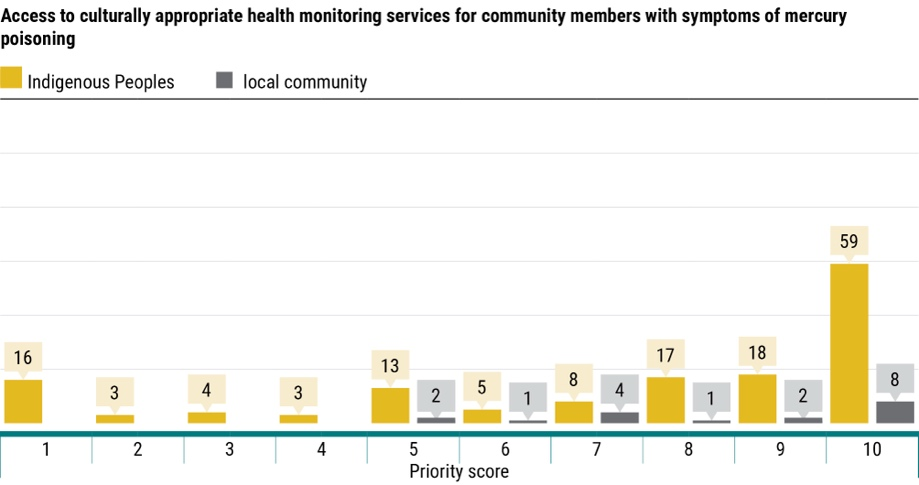 Access to culturally appropriate health monitoring services for community members with symptoms of mercury
poisoning
Indigenous Peoples local community
59
16 13 17 18
3 4 3 2 5 1 8 4 1 2 8
1 2 3 4 5 6 7 8 9 10
Priority score